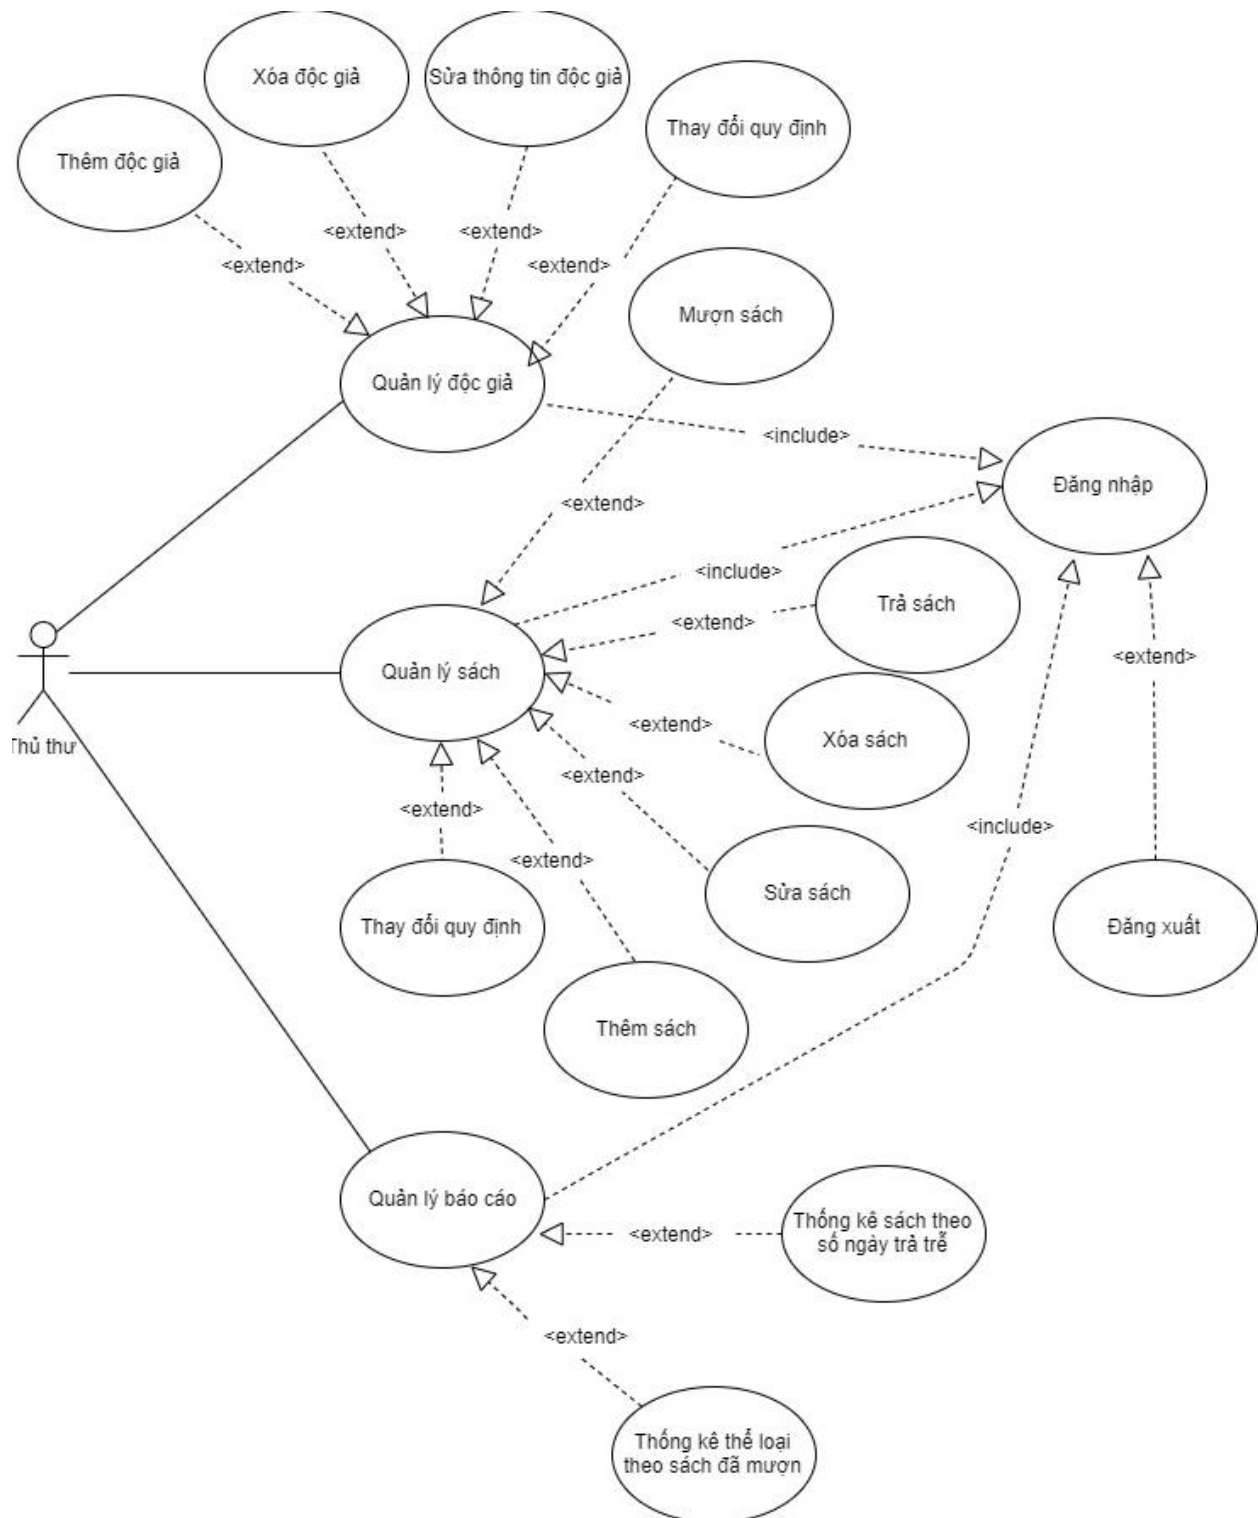 Xóa độc giả
Sửa thông tin độc giả
Thay đổi quy định
Thêm độc giả
<extend>
<extend>
<extend>
<extend>
Mượn sách
Quản lý độc giả
<include>
Đăng nhập
<extend>
<include>
Trả sách
<extend>
<extend>
Quản lý sách
<extend>
Xóa sách
Thủ thư
<extend>
<extend>
<include>
<extend>
Sửa sách
Thay đổi quy định
Đăng xuất
Thêm sách
Quản lý báo cáo
<extend>
Thống kê sách theo
số ngày trả trễ
<extend>
Thống kê thể loại
theo sách đã mượn